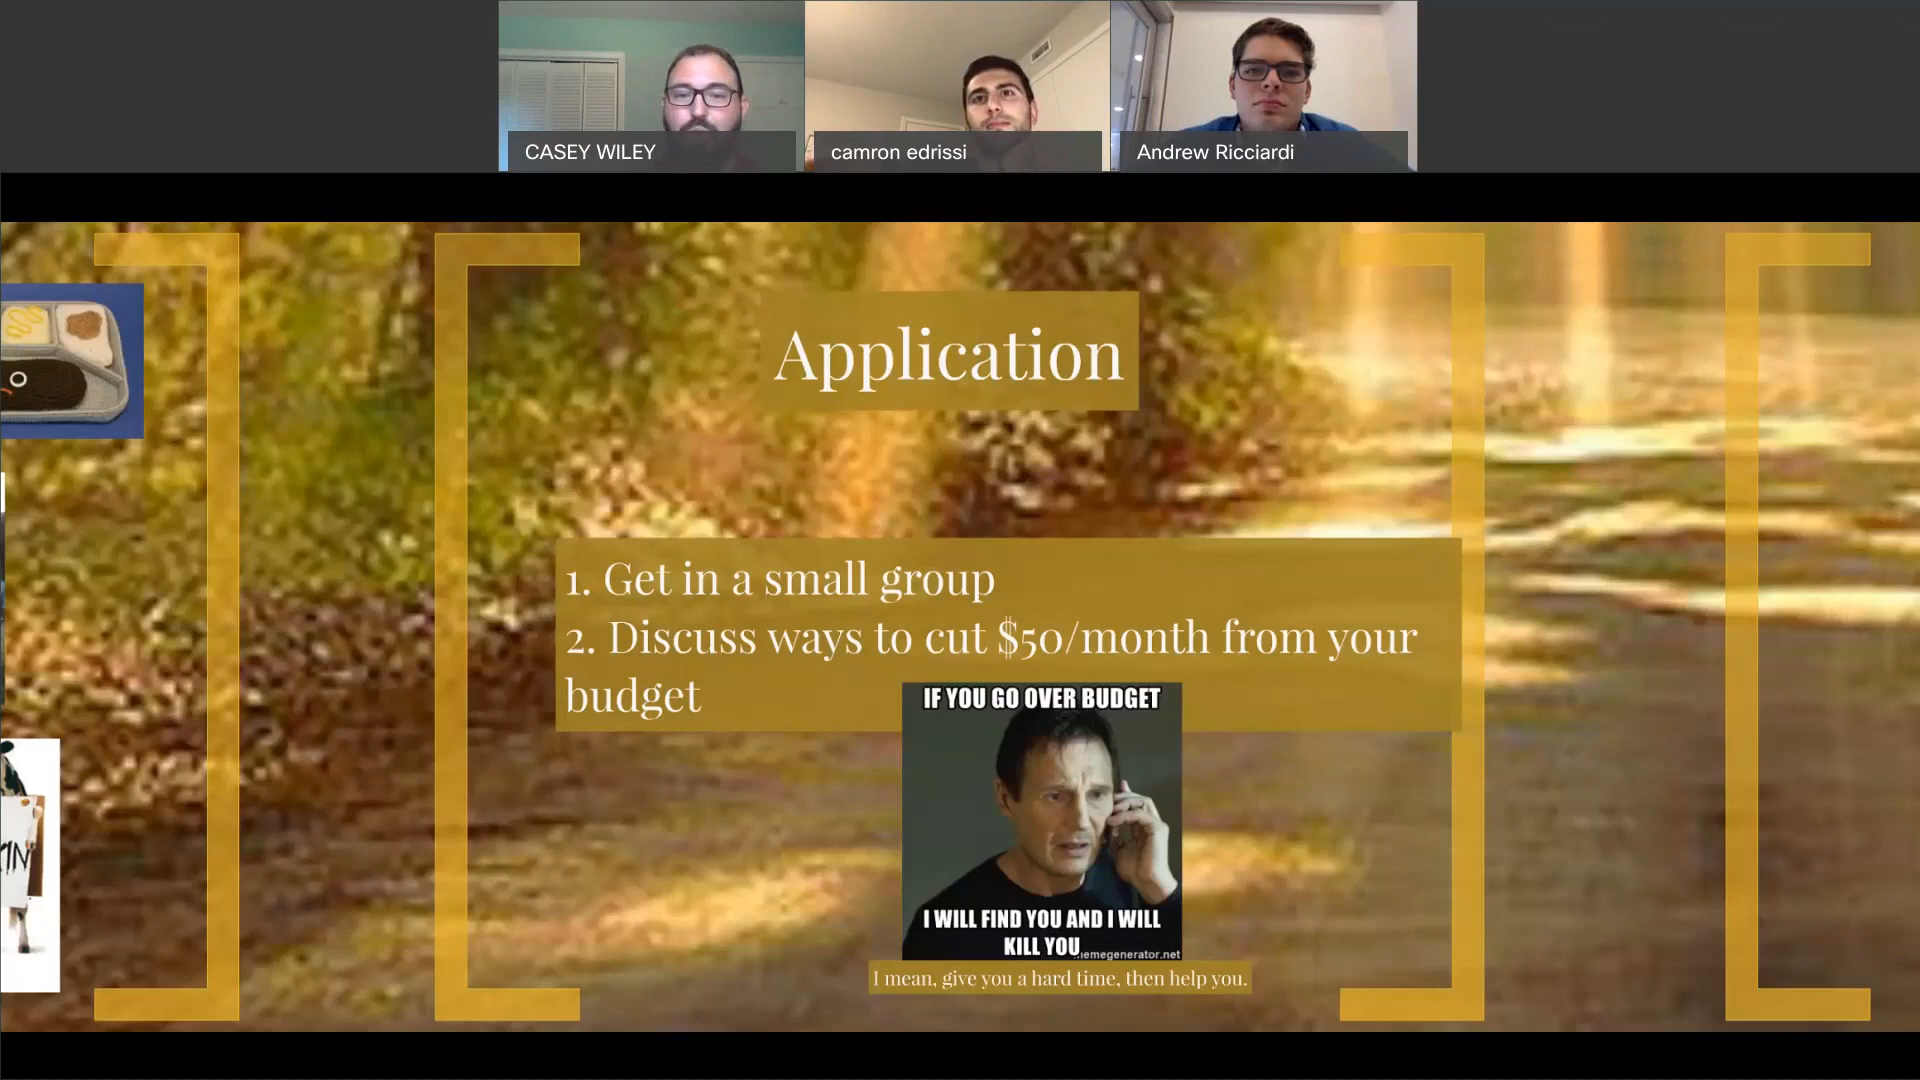 CASEY WILEY
camron edrissi
Andrew Ricciardi
Application
1. Get in a small group
2. Discuss ways to cut $50/month from your
budget
IF YOU GO OVER BUDGET
I WILL FIND YOU AND I WILL
KILL YOU
memegenerator.net
I mean, give you a hard time, then help you.